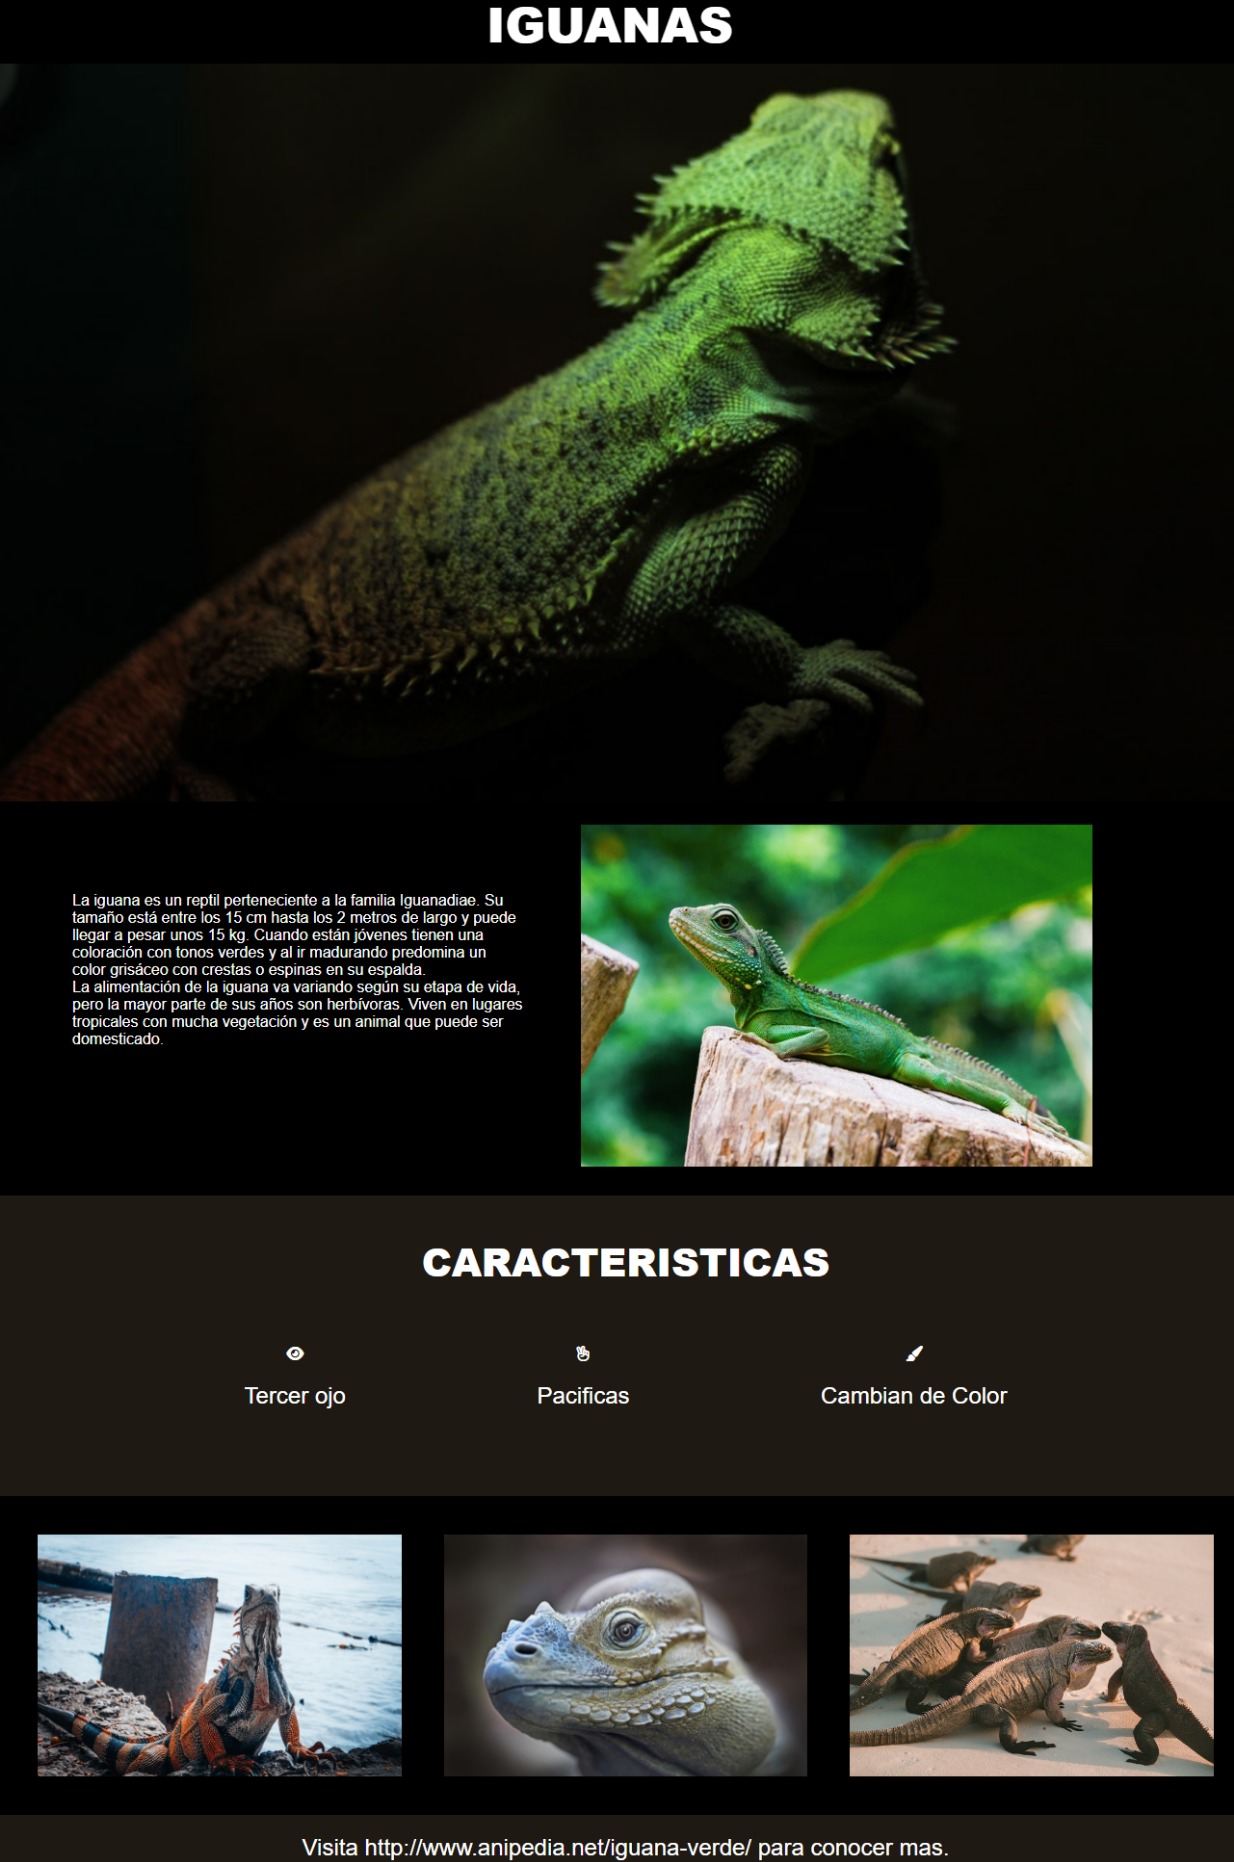 IGUANAS
La iguana es un reptil perteneciente a la familia Iguanadiae. Su
tamaño está entre los 15 cm hasta los 2 metros de largo y puede
llegar a pesar unos 15 kg. Cuando están jóvenes tienen una
coloración con tonos verdes y al ir madurando predomina un
color grisáceo con crestas o espinas en su espalda.
La alimentación de la iguana va variando según su etapa de vida,
pero la mayor parte de sus años son herbívoras. Viven en lugares
tropicales con mucha vegetación y es un animal que puede ser
domesticado.
CARACTERISTICAS
Tercer ojo
Pacificas
Cambian de Color
Visita http://www.anipedia.net/iguana-verde/ para conocer mas.